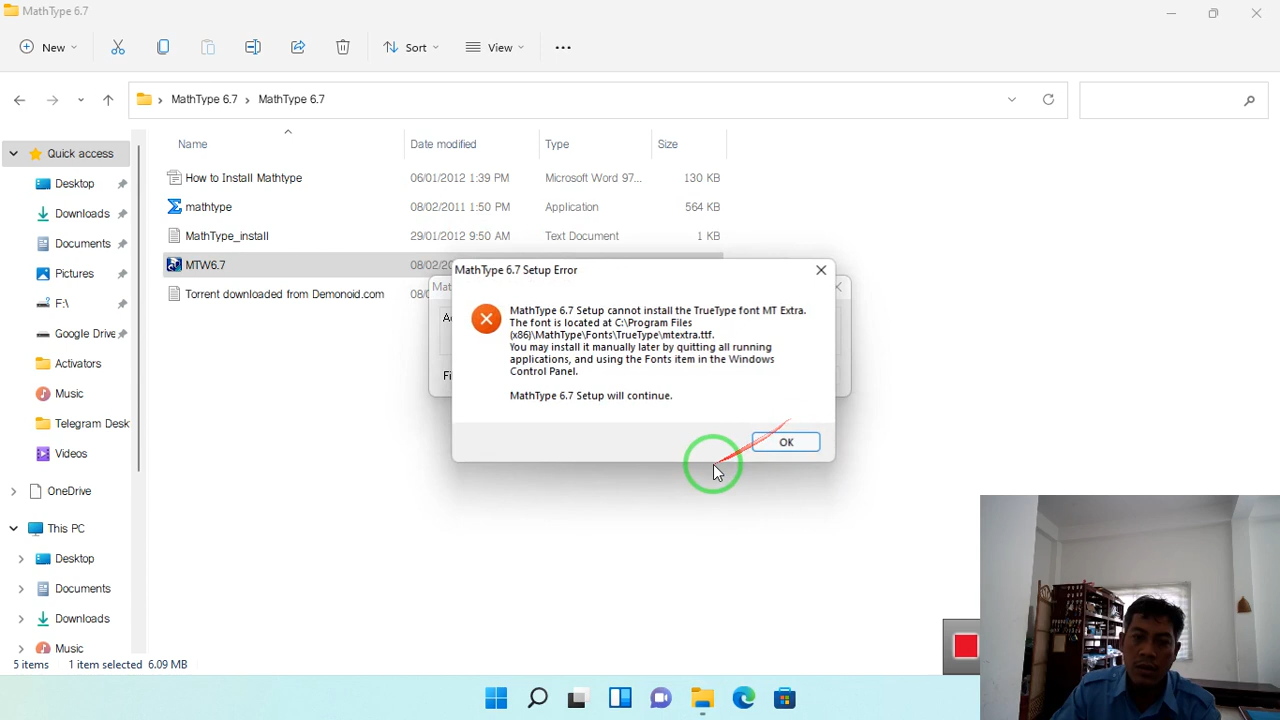 MathType 6.7
New
Sort
View
MathType 6.7
MathType 6.7
Name
Date modified
Type
Size
Quick access
Desktop
Downloads
Documents
Pictures
F:\
Google Drive
Activators
Music
Telegram Desk
Videos
OneDrive
This PC
Desktop
Documents
Downloads
Music
How to Install Mathtype 06/01/2012 1:39 PM Microsoft Word 97... 130 KB
mathtype 08/02/2011 1:50 PM Application 564 KB
MathType_install 29/01/2012 9:50 AM Text Document 1 KB
MTW6.7 08/02/20
Torrent downloaded from Demonoid.com 08/0
Mat
Fi
MathType 6.7 Setup Error
MathType 6.7 Setup cannot install the TrueType font MT Extra.
The font is located at C:\Program Files
(x86)\MathType\Fonts\TrueType\mtextra.ttf.
You may install it manually later by quitting all running
applications, and using the Fonts item in the Windows
Control Panel.
MathType 6.7 Setup will continue.
OK
5 items 1 item selected 6.09 MB